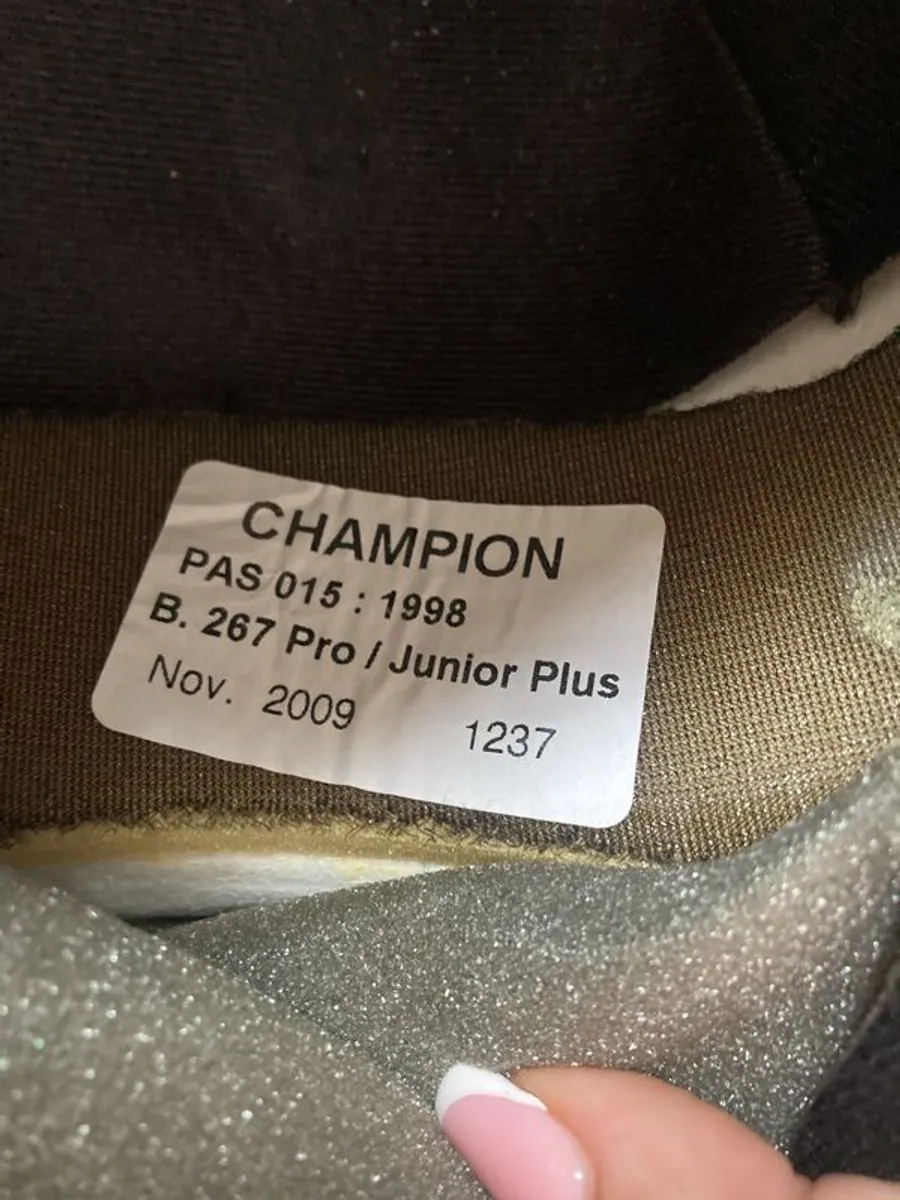 CHAMPION
PAS 015 : 1998
B. 267 Pro / Junior Plus
Nov. 2009 1237